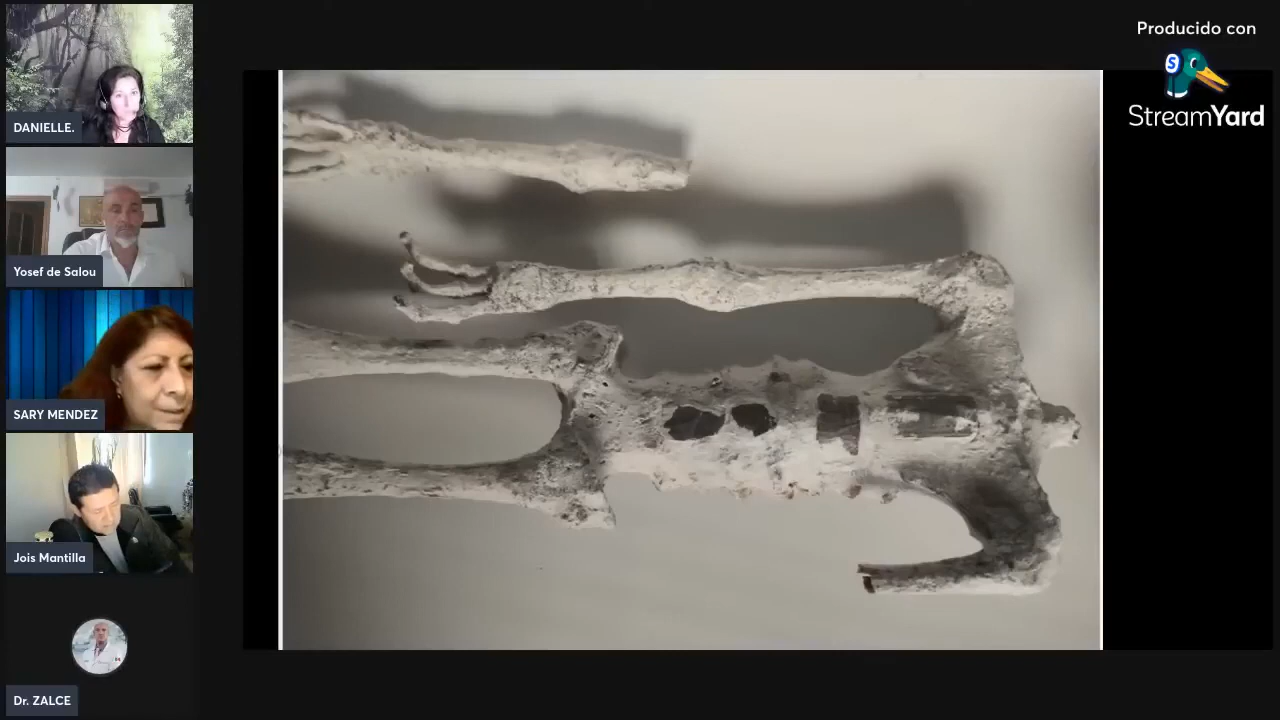 DANIELLE.
Yosef de Salou
SARY MENDEZ
Jois Mantilla
Dr. ZALCE
Producido con
StreamYard